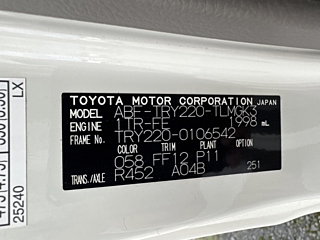 TOYOTA MOTOR CORPORATION JAPAN
MODEL ABF-TRY220-TLMGK3
ENGINE 1TR-FE 1998 mL
FRAME No. TRY220-0106542
COLOR TRIM PLANT OPTION
058 FF12 P11 251
TRANS./AXLE R452 A04B
LX
25240